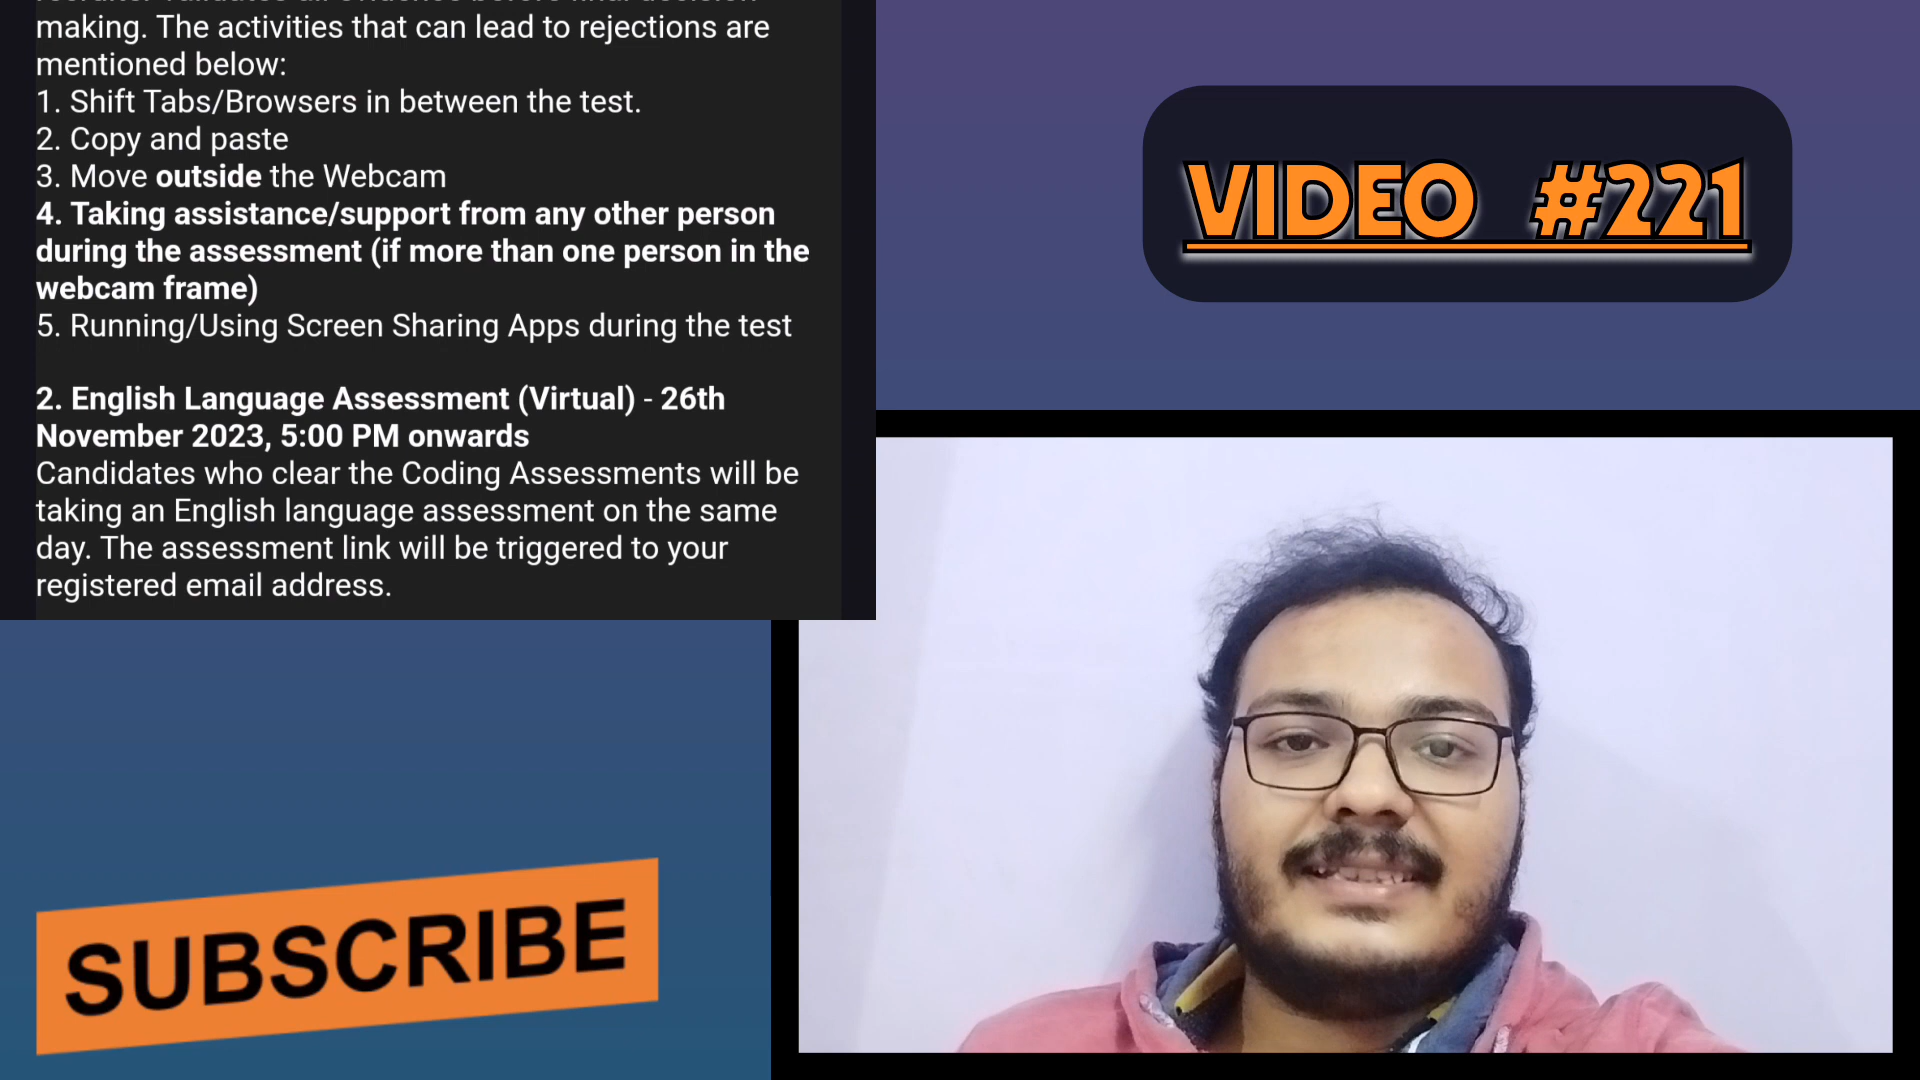 making. The activities that can lead to rejections are
mentioned below:
1. Shift Tabs/Browsers in between the test.
2. Copy and paste
3. Move outside the Webcam
4. Taking assistance/support from any other person
during the assessment (if more than one person in the
webcam frame)
5. Running/Using Screen Sharing Apps during the test
2. English Language Assessment (Virtual) - 26th
November 2023, 5:00 PM onwards
Candidates who clear the Coding Assessments will be
taking an English language assessment on the same
day. The assessment link will be triggered to your
registered email address.
VIDEO #221
SUBSCRIBE